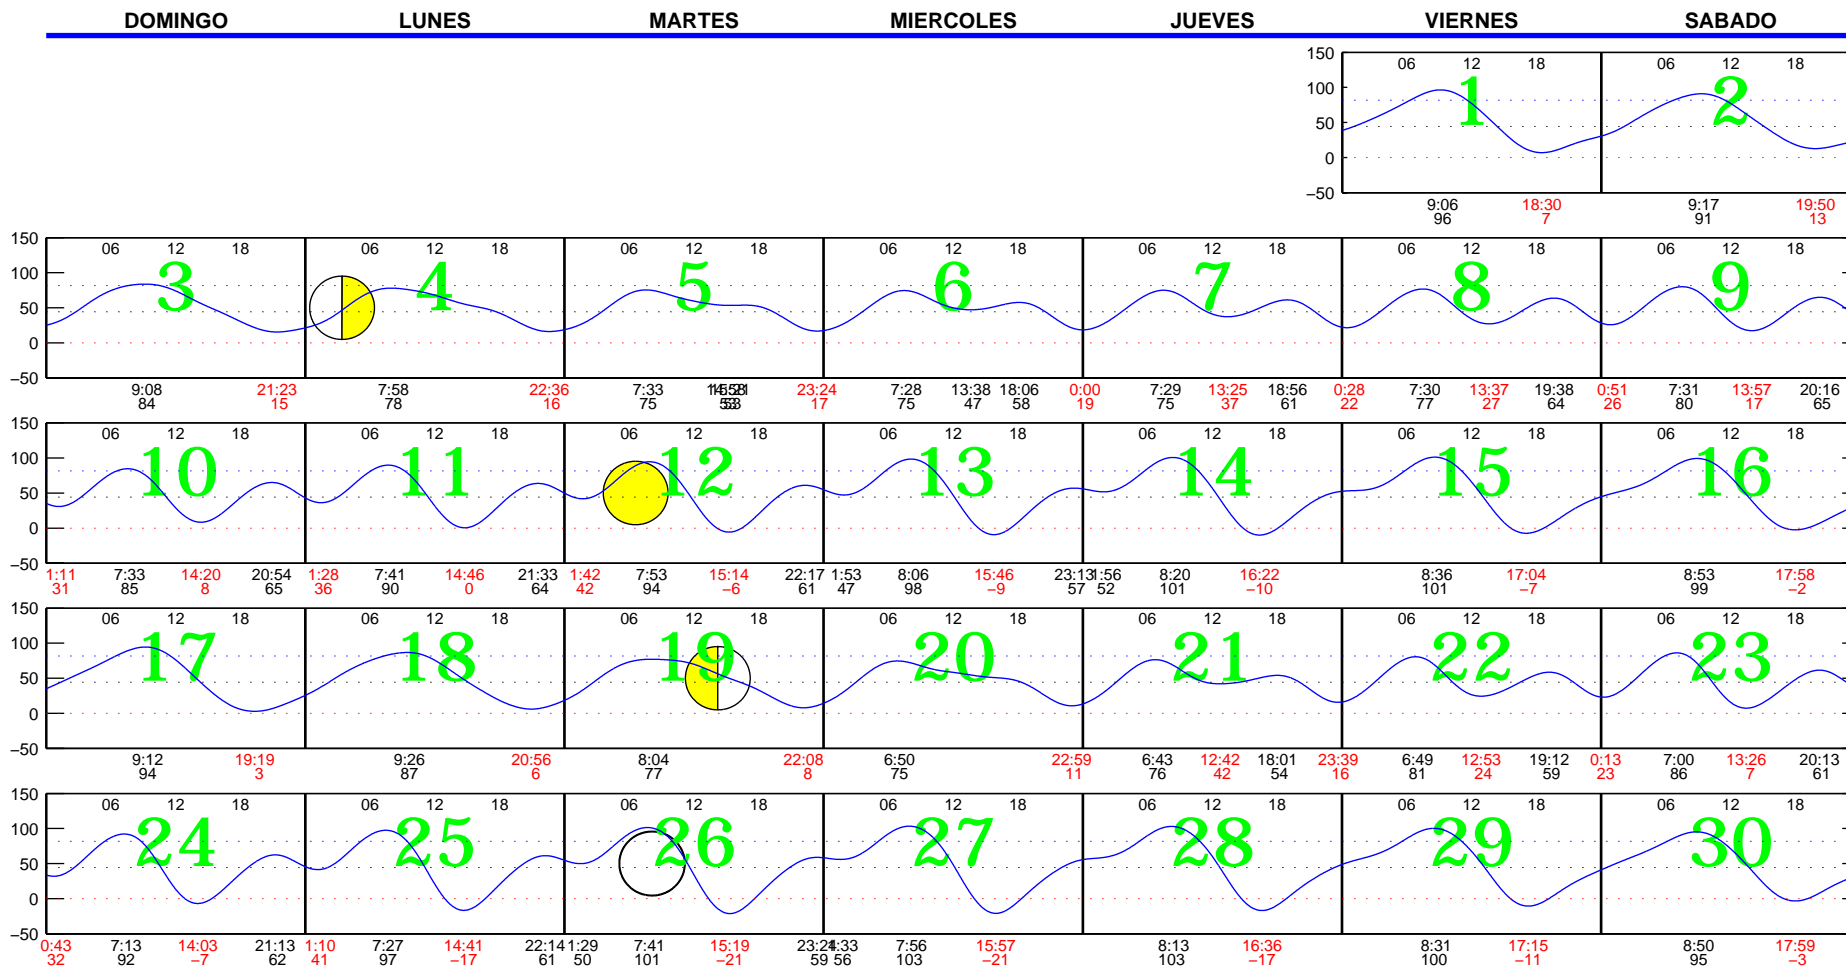 DOMINGO LUNES MARTES MIERCOLES JUEVES VIERNES SABADO
150 100 50 0 −50
06 12 18 06 12 18
1 2
9:06 18:30 9:17 19:50
96 7 91 13
150 100 50 0 −50
06 12 18 06 12 18 06 12 18 06 12 18 06 12 18 06 12 18 06 12 18
3 4 5 6 7 8 9
9:08 21:23 7:58 22:36 7:33 23:24 7:28 13:38 18:06 0:00 7:29 13:25 18:56 0:28 7:30 13:37 19:38 0:51 7:31 13:57 20:16
84 15 78 16 75 17 75 47 58 19 75 37 61 22 77 27 64 26 80 17 65
150 100 50 0 −50
06 12 18 06 12 18 06 12 18 06 12 18 06 12 18 06 12 18 06 12 18
10 11 12 13 14 15 16
1:11 7:33 14:20 20:54 1:28 7:41 14:46 21:33 1:42 7:53 15:14 22:17 1:53 8:06 15:46 23:13 1:56 8:20 16:22 8:36 17:04 8:53 17:58
31 85 8 65 36 90 0 64 42 94 −6 61 47 98 −9 57 52 101 −10 101 −7 99 −2
150 100 50 0 −50
06 12 18 06 12 18 06 12 18 06 12 18 06 12 18 06 12 18 06 12 18
17 18 19 20 21 22 23
9:12 19:19 9:26 20:56 8:04 22:08 6:50 22:59 6:43 12:42 18:01 23:39 6:49 12:53 19:12 0:13 7:00 13:26 20:13
94 3 87 6 77 8 75 11 76 42 54 16 81 24 59 23 86 7 61
150 100 50 0 −50
06 12 18 06 12 18 06 12 18 06 12 18 06 12 18 06 12 18 06 12 18
24 25 26 27 28 29 30
0:43 7:13 14:03 21:13 1:10 7:27 14:41 22:14 1:29 7:41 15:19 7:56 15:57 8:13 16:36 8:31 17:15 8:50 17:59
32 92 −7 62 41 97 −17 61 50 101 −21 59 56 103 −21 103 −17 100 −11 95 −3